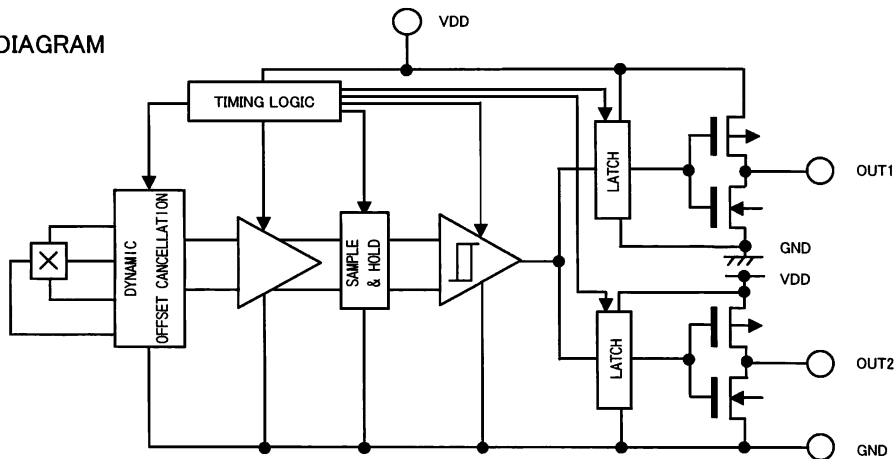 DIAGRAM
VDD
TIMING LOGIC
LATCH
OUT1
DYNAMIC
OFFSET CANCELLATION
SAMPLE
& HOLD
GND
VDD
LATCH
OUT2
GND